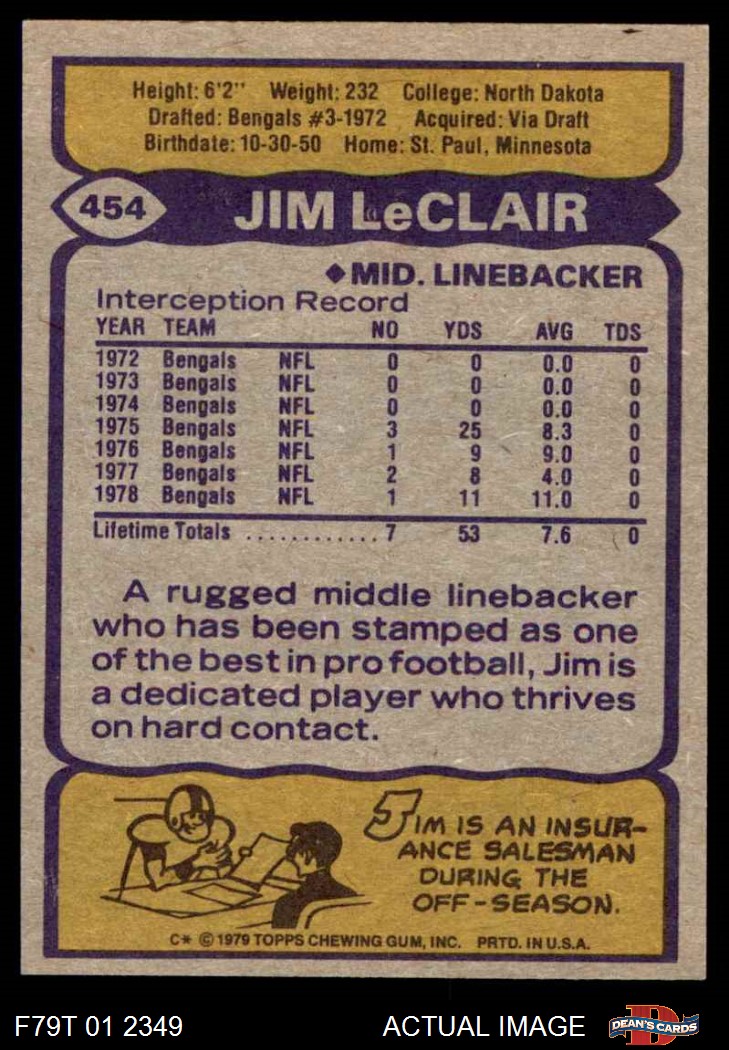 Height: 6'2" Weight: 232 College: North Dakota
Drafted: Bengals #3-1972 Acquired: Via Draft
Birthdate: 10-30-50 Home: St. Paul, Minnesota
454 JIM LeCLAIR
◆MID. LINEBACKER
Interception Record
YEAR TEAM NO YDS AVG TDS
1972 Bengals NFL 0 0 0.0 0
1973 Bengals NFL 0 0 0.0 0
1974 Bengals NFL 0 0 0.0 0
1975 Bengals NFL 3 25 8.3 0
1976 Bengals NFL 1 9 9.0 0
1977 Bengals NFL 2 8 4.0 0
1978 Bengals NFL 1 11 11.0 0
Lifetime Totals ............ 7 53 7.6 0
A rugged middle linebacker
who has been stamped as one
of the best in pro football, Jim is
a dedicated player who thrives
on hard contact.
JIM IS AN INSUR-
ANCE SALESMAN
DURING THE
OFF-SEASON.
C* © 1979 TOPPS CHEWING GUM, INC. PRTD. IN U.S.A.
F79T 01 2349 ACTUAL IMAGE D DEAN'S CARDS